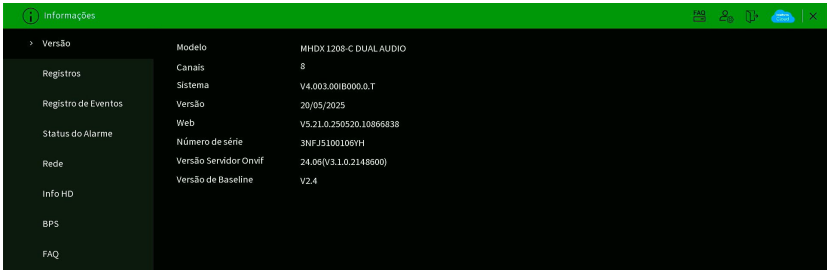 Informações
FAQ
> Versão
Registros
Registro de Eventos
Status do Alarme
Rede
Info HD
BPS
FAQ
Modelo MHDX 1208-C DUAL AUDIO
Canais 8
Sistema V4.003.00IB000.0.T
Versão 20/05/2025
Web V5.21.0.250520.10866838
Número de série 3NFJ5100106YH
Versão Servidor Onvif 24.06(V3.1.0.2148600)
Versão de Baseline V2.4